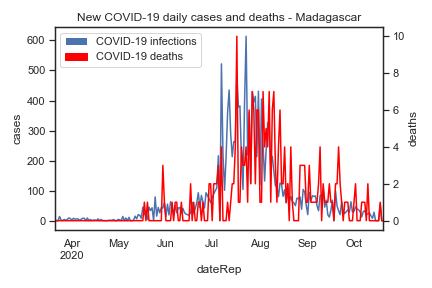 New COVID-19 daily cases and deaths - Madagascar
COVID-19 infections
COVID-19 deaths
600
500
400
300
200
100
0
cases
10
8
6
4
2
0
deaths
Apr
2020
May
Jun
Jul
Aug
Sep
Oct
dateRep